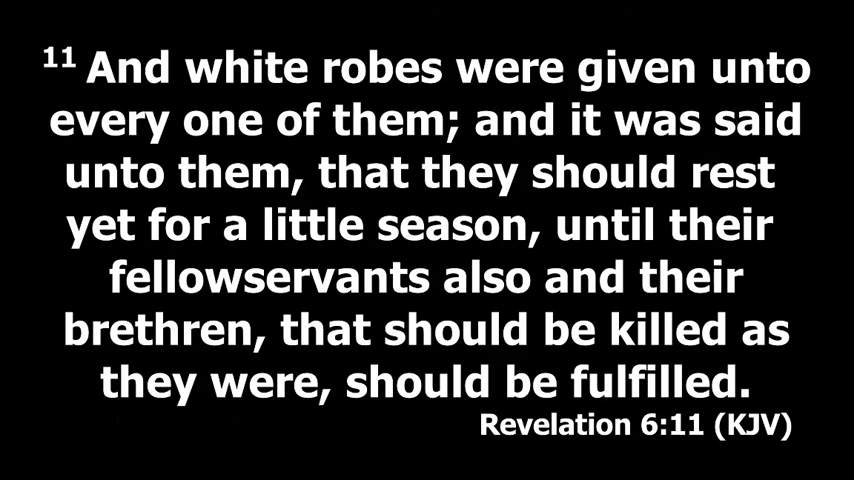 11 And white robes were given unto
every one of them; and it was said
unto them, that they should rest
yet for a little season, until their
fellowservants also and their
brethren, that should be killed as
they were, should be fulfilled.
Revelation 6:11 (KJV)